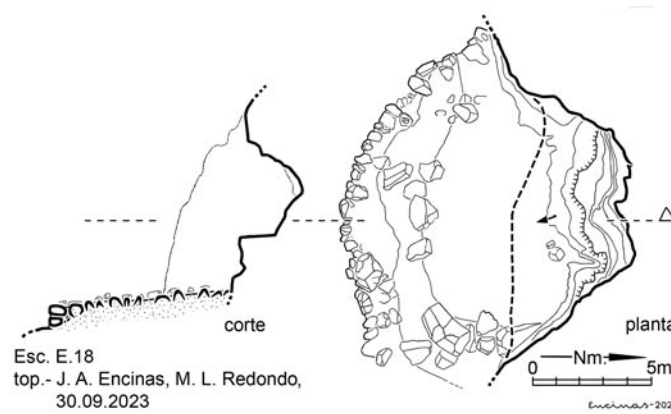 corte
planta
Esc. E.18
top.- J. A. Encinas, M. L. Redondo,
30.09.2023
Nm.
0
5m